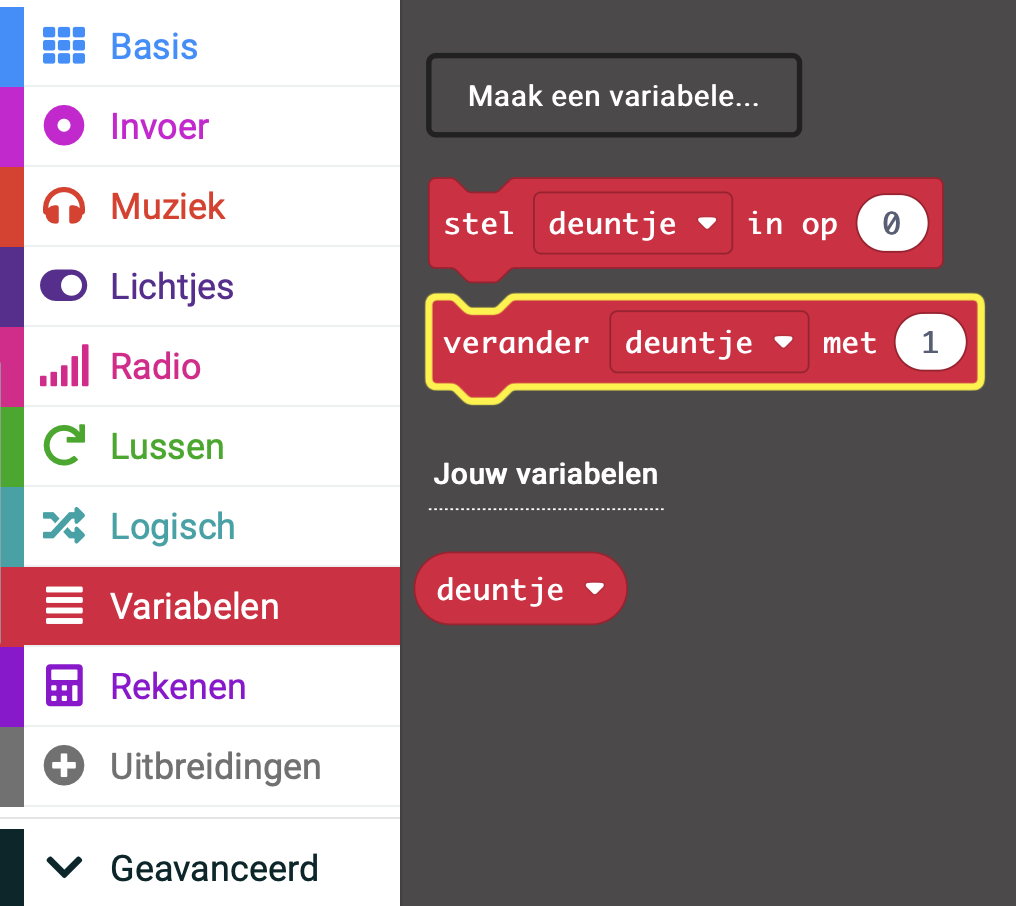 Basis
Invoer
Muziek
Lichtjes
Radio
Lussen
Logisch
Variabelen
Rekenen
Uitbreidingen
Geavanceerd
Maak een variabele...
stel deuntje in op 0
verander deuntje met 1
Jouw variabelen
deuntje